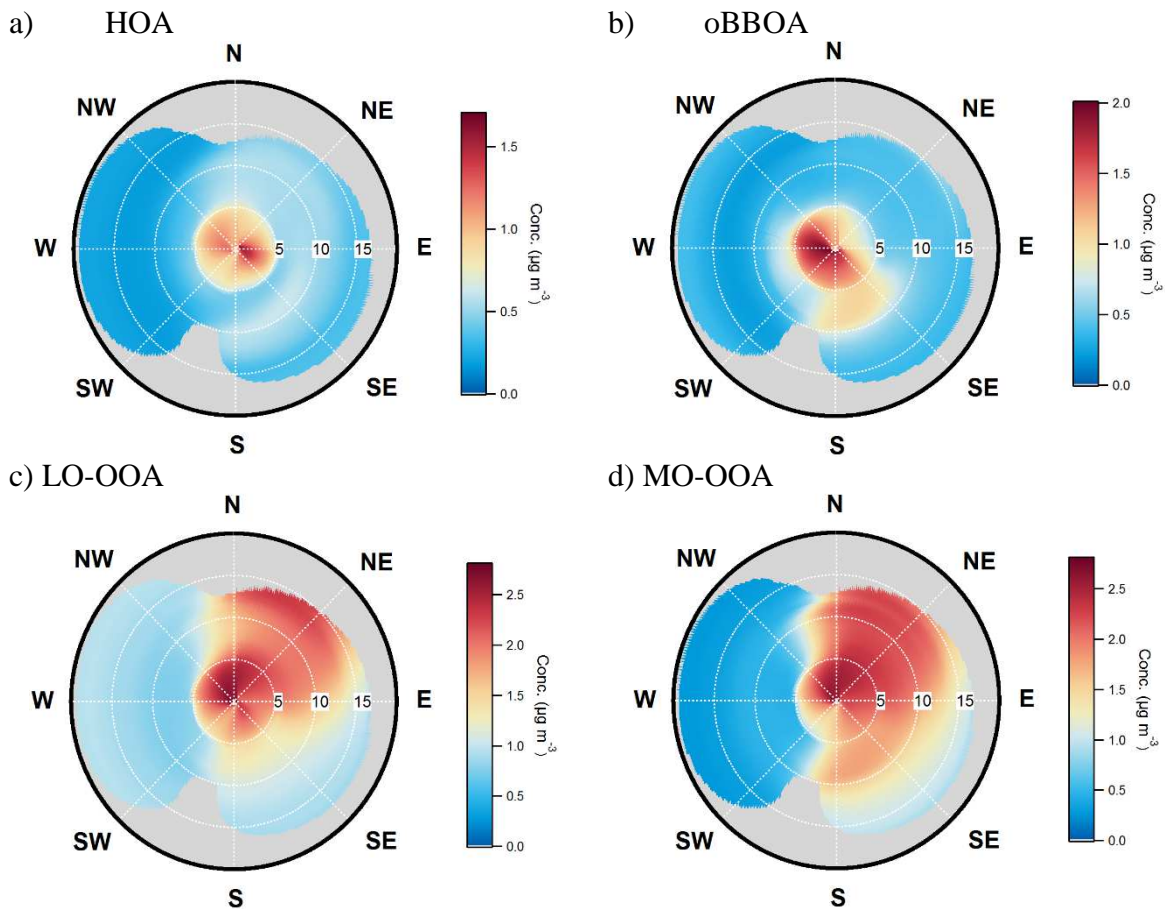 a) HOA
b) oBBOA
N
NW NE
W 5 10 15 E
SW SE
S
1.5
1.0
0.5
0.0
Conc. (µg m-3)
N
NW NE
W 5 10 15 E
SW SE
S
2.0
1.5
1.0
0.5
0.0
Conc. (µg m-3)
c) LO-OOA
d) MO-OOA
N
NW NE
W 5 10 15 E
SW SE
S
2.5
2.0
1.5
1.0
0.5
0.0
Conc. (µg m-3)
N
NW NE
W 5 10 15 E
SW SE
S
2.5
2.0
1.5
1.0
0.5
0.0
Conc. (µg m-3)